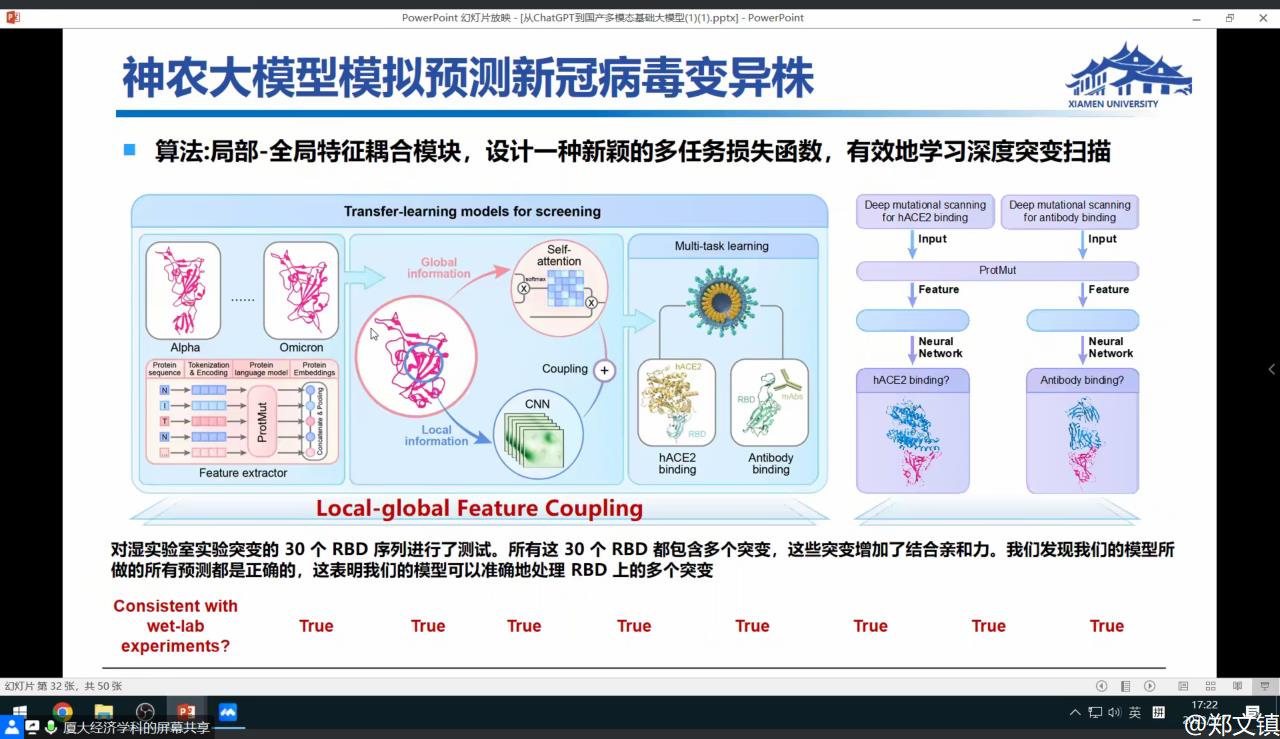 PowerPoint 幻灯片放映 - [从ChatGPT到国产多模态基础大模型(1)(1).pptx] - PowerPoint
神农大模型模拟预测新冠病毒变异株
XIAMEN UNIVERSITY
算法:局部-全局特征耦合模块，设计一种新颖的多任务损失函数，有效地学习深度突变扫描
Transfer-learning models for screening
Alpha
......
Omicron
Protein sequence
Tokenization & Encoding
Protein language model
Protein Embeddings
N
I
T
N
...
ProtMut
Concatenate & Pooling
Feature extractor
Global
information
Local
information
Self-
attention
softmax
X
X
Coupling
+
CNN
Multi-task learning
hACE2
RBD
hACE2
binding
RBD
mAbs
Antibody
binding
Deep mutational scanning
for hACE2 binding
Deep mutational scanning
for antibody binding
Input
Input
ProtMut
Feature
Feature
Neural
Network
Neural
Network
hACE2 binding?
Antibody binding?
Local-global Feature Coupling
对湿实验室实验突变的 30 个 RBD 序列进行了测试。所有这 30 个 RBD 都包含多个突变，这些突变增加了结合亲和力。我们发现我们的模型所
做的所有预测都是正确的，这表明我们的模型可以准确地处理 RBD 上的多个突变
Consistent with
wet-lab
experiments?
True True True True True True True True
幻灯片 第 32 张，共 50 张
英
拼
17:22
厦大经济学科的屏幕共享
@郑文镇